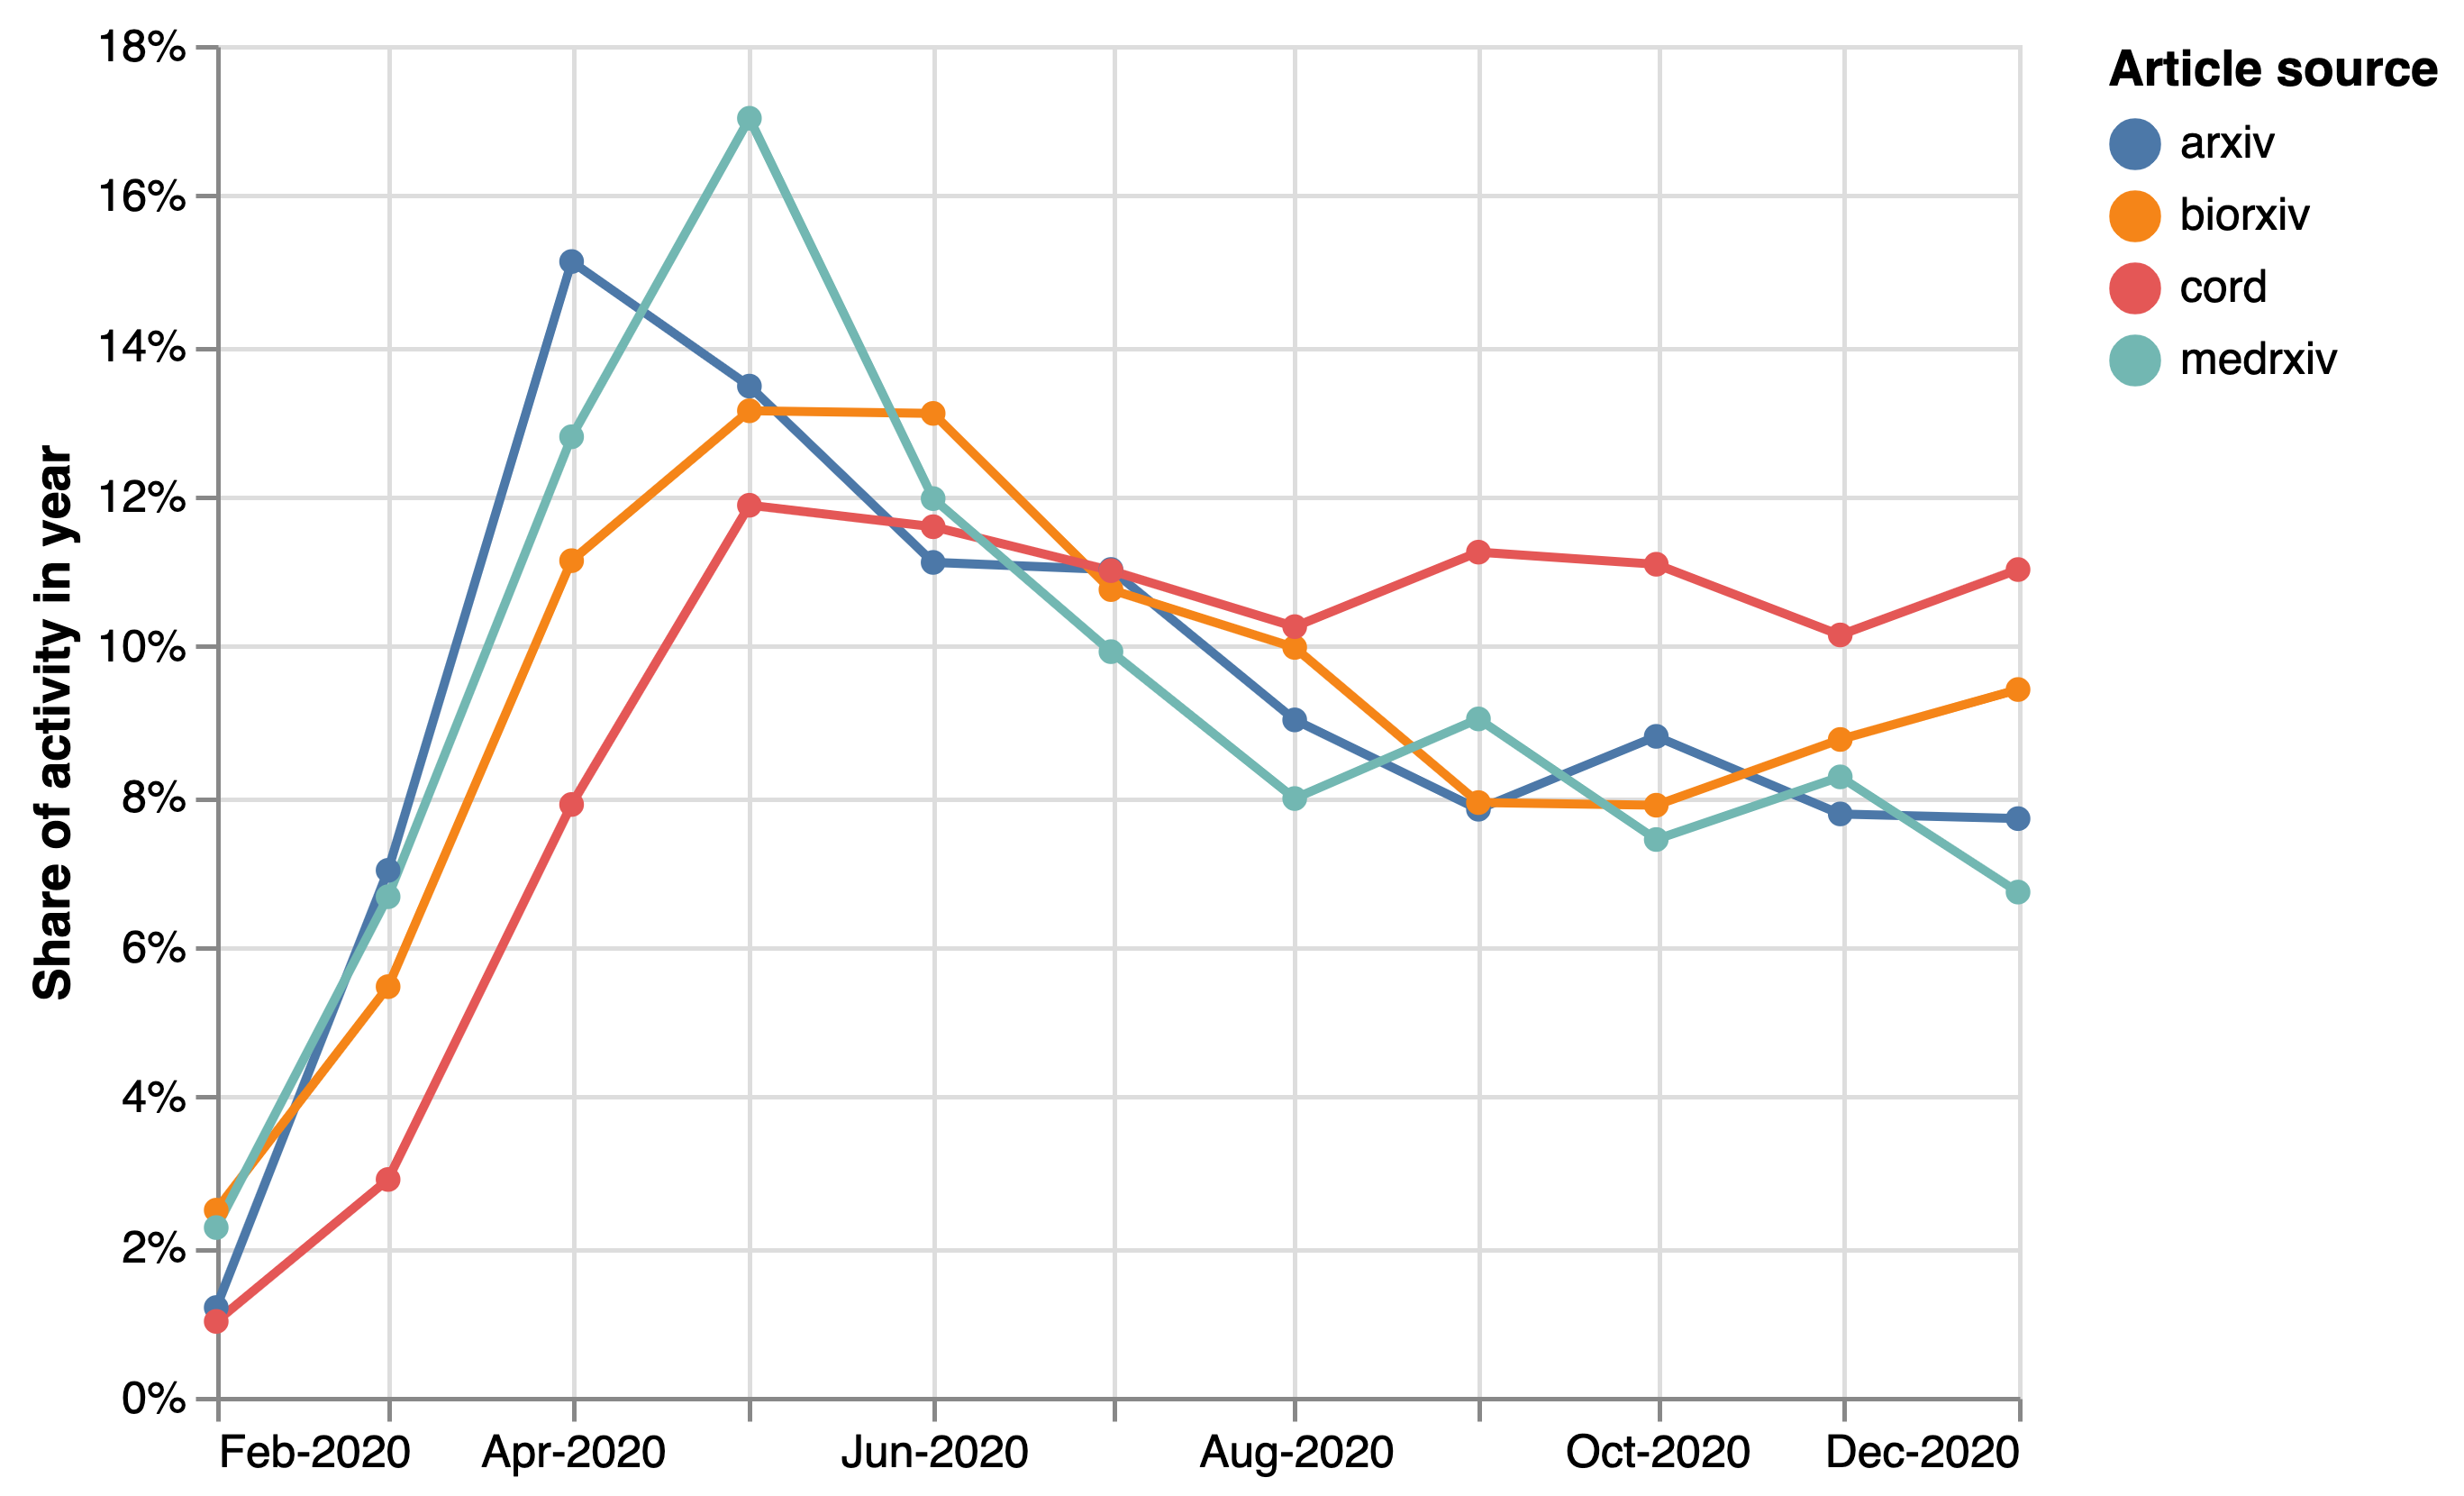 18%
16%
14%
12%
10%
8%
6%
4%
2%
0%
Share of activity in year
Feb-2020 Apr-2020 Jun-2020 Aug-2020 Oct-2020 Dec-2020
Article source
arxiv
biorxiv
cord
medrxiv